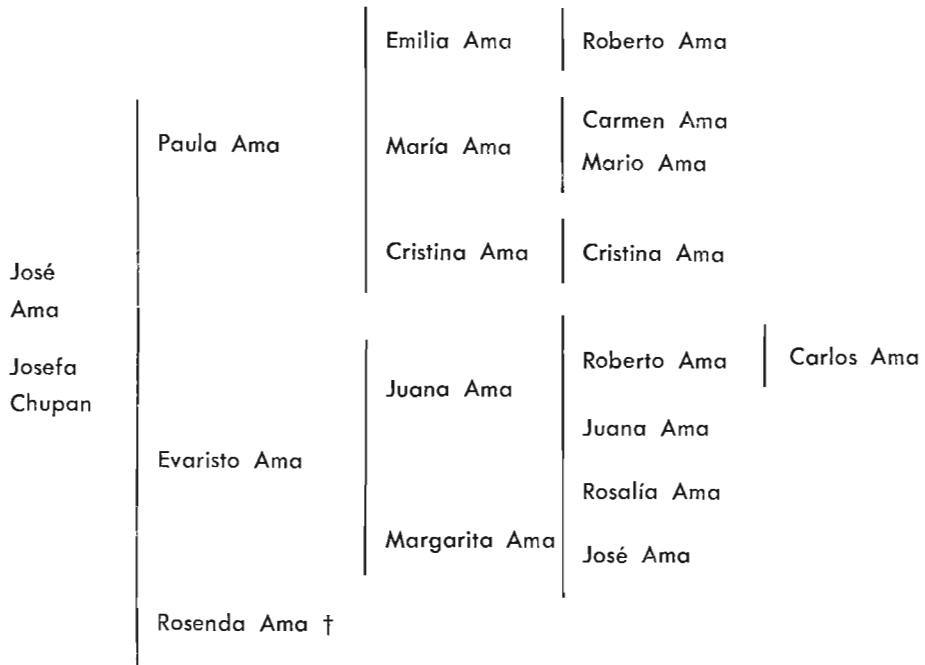 José
Ama
Josefa
Chupan
Paula Ama
Evaristo Ama
Rosenda Ama †
Emilia Ama
María Ama
Cristina Ama
Juana Ama
Margarita Ama
Roberto Ama
Carmen Ama
Mario Ama
Cristina Ama
Roberto Ama
Juana Ama
Rosalía Ama
José Ama
Carlos Ama